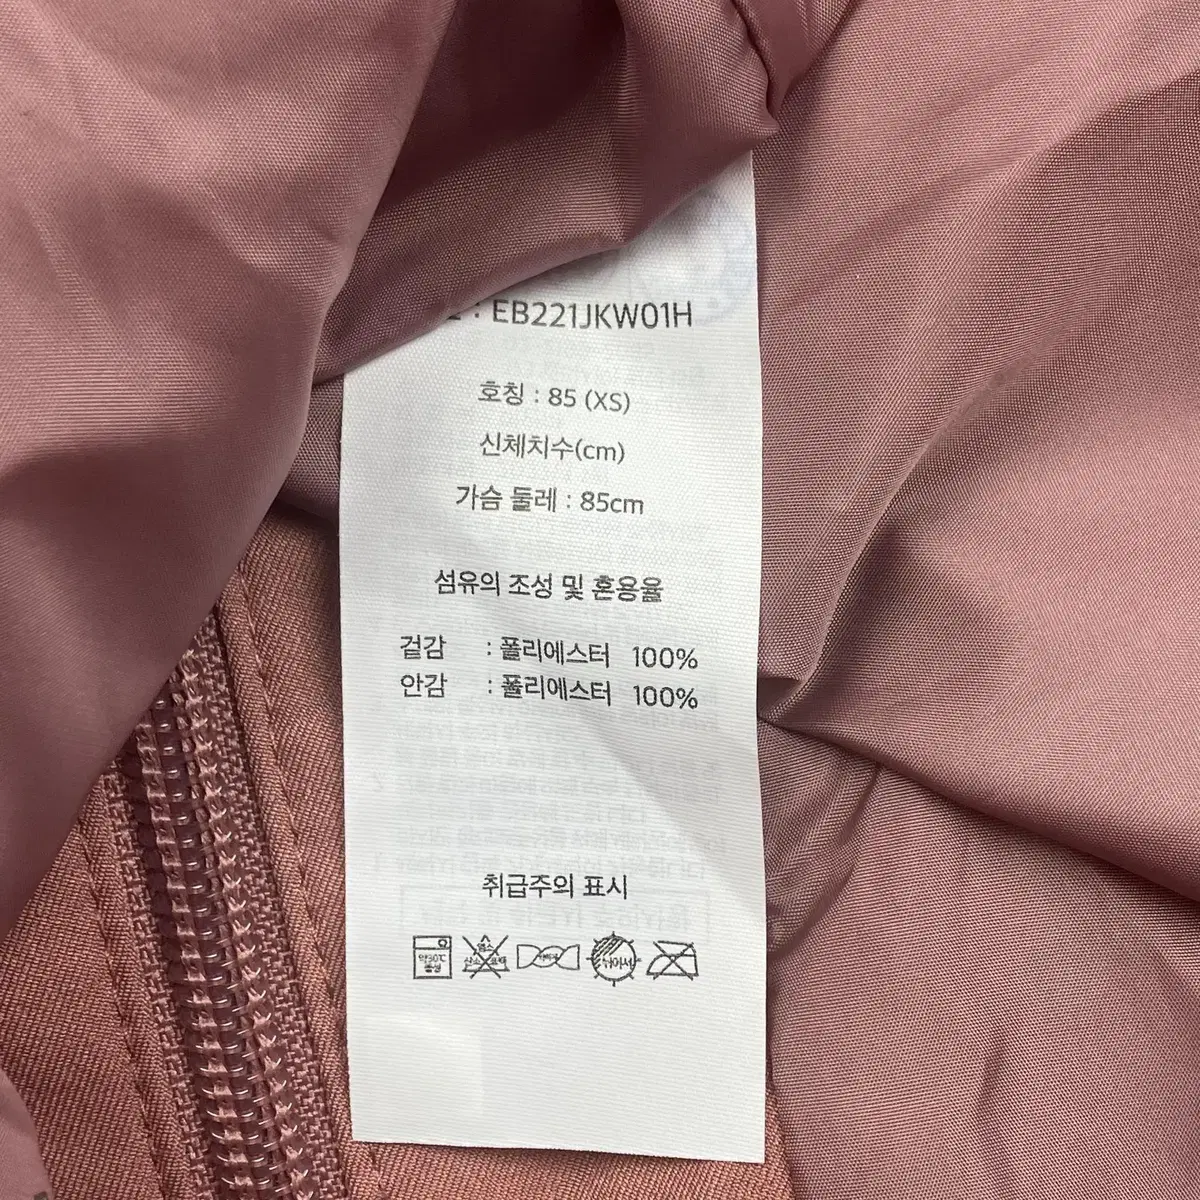 : EB221JKW01H
호칭 : 85 (XS)
신체치수(cm)
가슴 둘레 : 85cm
섬유의 조성 및 혼용율
겉감 : 폴리에스터 100%
안감 : 폴리에스터 100%
취급주의 표시